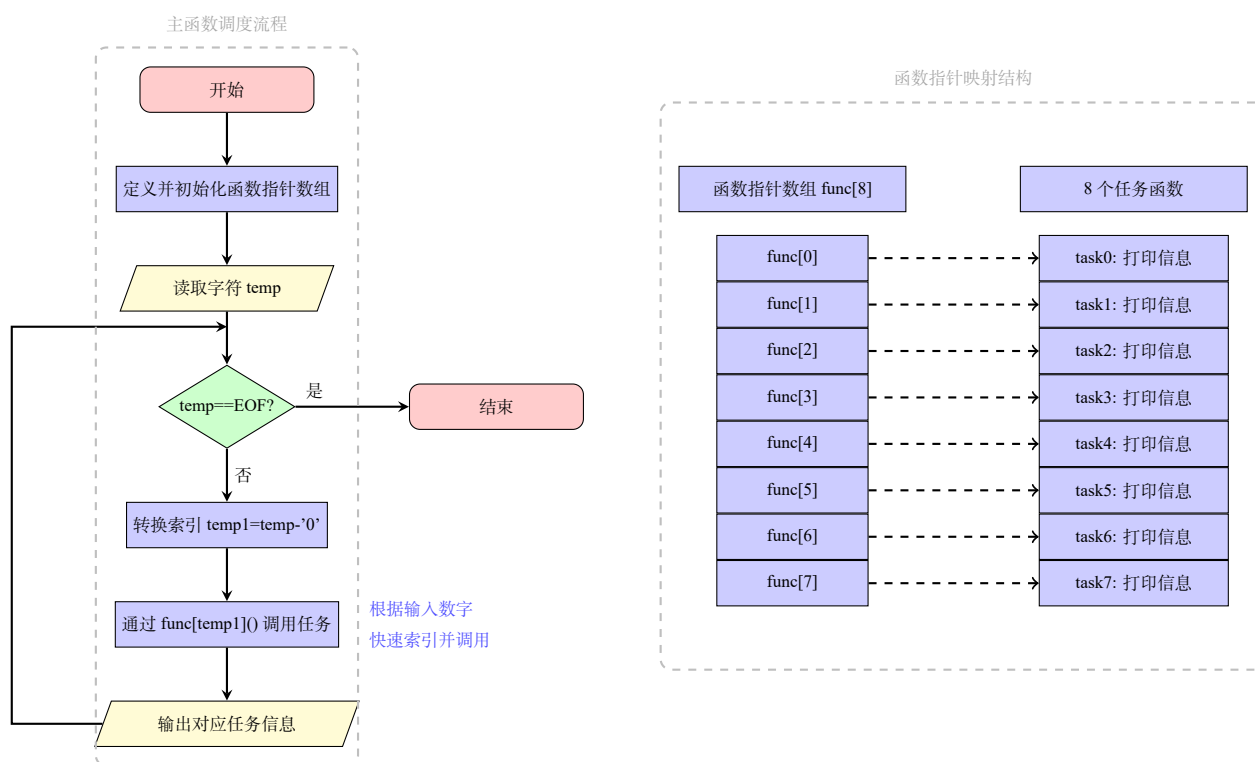 主函数调度流程
开始
定义并初始化函数指针数组
读取字符 temp
temp==EOF?
是
结束
否
转换索引 temp1=temp-’0’
通过 func[temp1]() 调用任务
根据输入数字
快速索引并调用
输出对应任务信息
函数指针映射结构
函数指针数组 func[8]
8 个任务函数
func[0]
task0: 打印信息
func[1]
task1: 打印信息
func[2]
task2: 打印信息
func[3]
task3: 打印信息
func[4]
task4: 打印信息
func[5]
task5: 打印信息
func[6]
task6: 打印信息
func[7]
task7: 打印信息